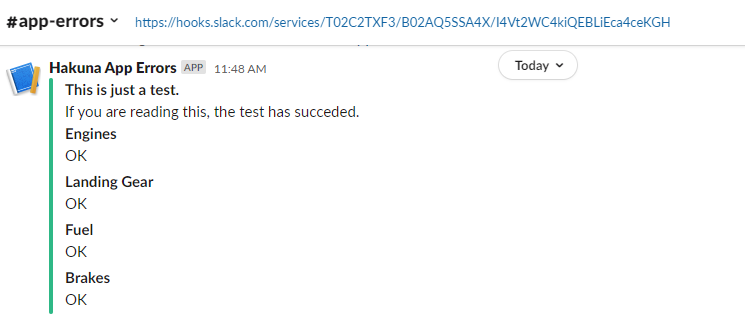 #app-errors https://hooks.slack.com/services/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
Hakuna App Errors APP 11:48 AM
Today
This is just a test.
If you are reading this, the test has succeded.
Engines
OK
Landing Gear
OK
Fuel
OK
Brakes
OK